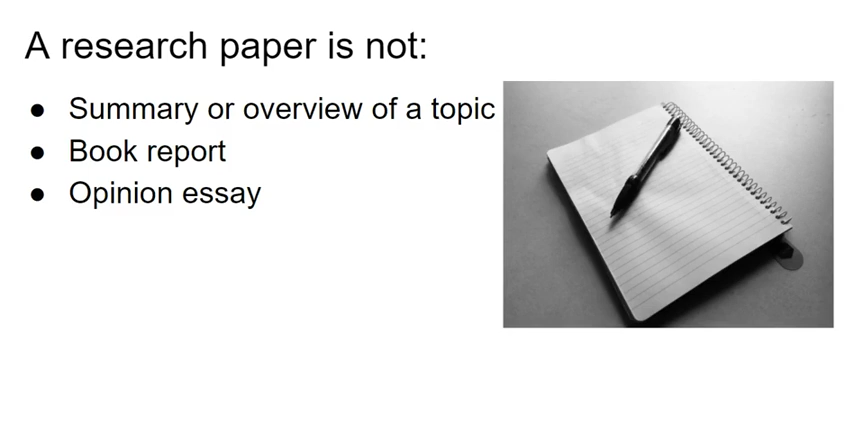 A research paper is not:
● Summary or overview of a topic
● Book report
● Opinion essay